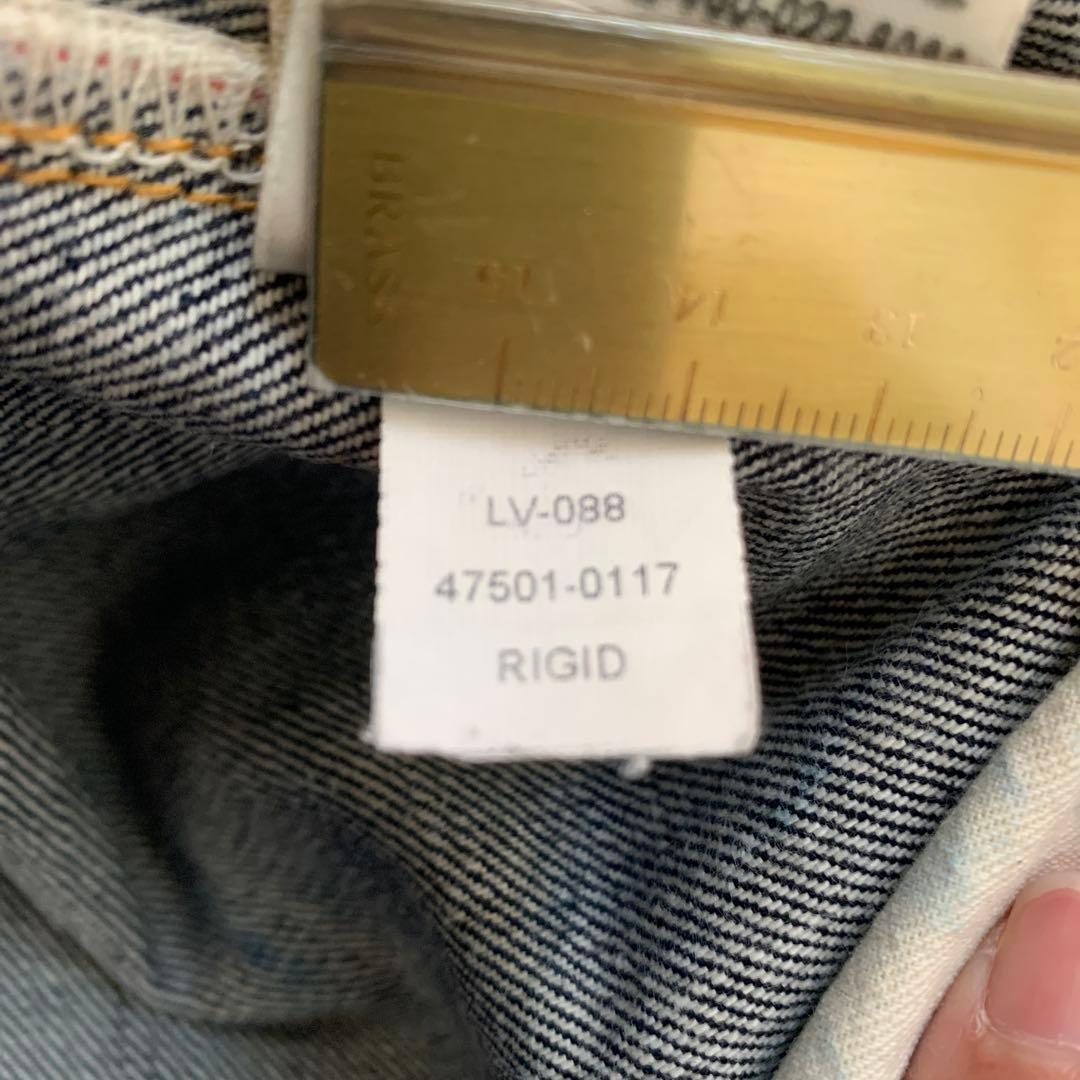 BRASS
15
14
13
LV-088
47501-0117
RIGID